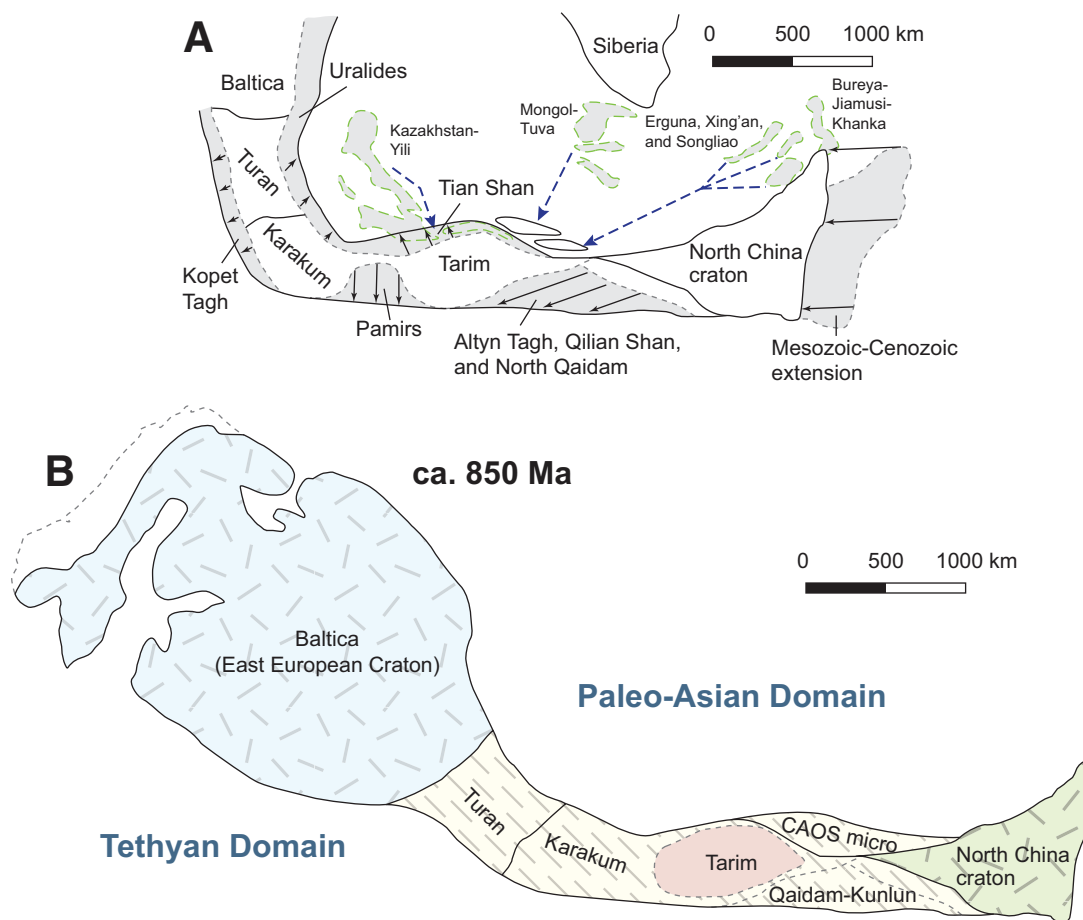 A
Siberia
0 500 1000 km
Baltica
Uralides
Bureya-
Jiamusi-
Khanka
Mongol-
Tuva
Erguna, Xing'an,
and Songliao
Kazakhstan-
Yili
Turan
Tian Shan
Karakum
Tarim
North China
craton
Kopet
Tagh
Pamirs
Altyn Tagh, Qilian Shan,
and North Qaidam
Mesozoic-Cenozoic
extension
B
ca. 850 Ma
0 500 1000 km
Baltica
(East European Craton)
Paleo-Asian Domain
Tethyan Domain
Turan
Karakum
Tarim
CAOS micro
Qaidam-Kunlun
North China
craton